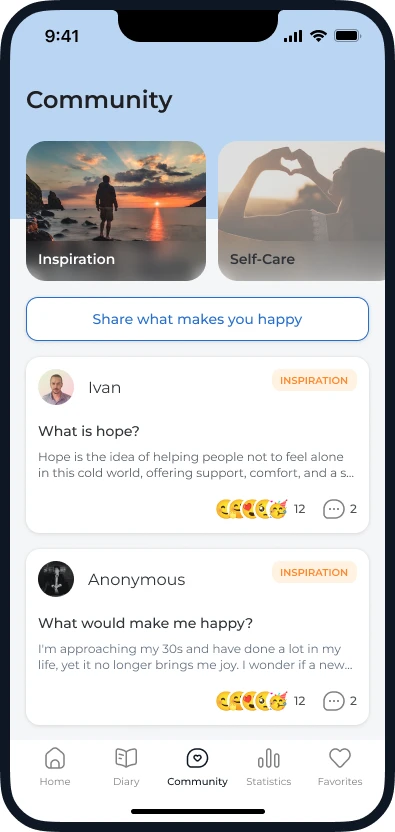 9:41
Community
Inspiration
Self-Care
Share what makes you happy
Ivan
INSPIRATION
What is hope?
Hope is the idea of helping people not to feel alone
in this cold world, offering support, comfort, and a s...
12
2
Anonymous
INSPIRATION
What would make me happy?
I'm approaching my 30s and have done a lot in my
life, yet it no longer brings me joy. I wonder if a new...
12
2
Home
Diary
Community
Statistics
Favorites